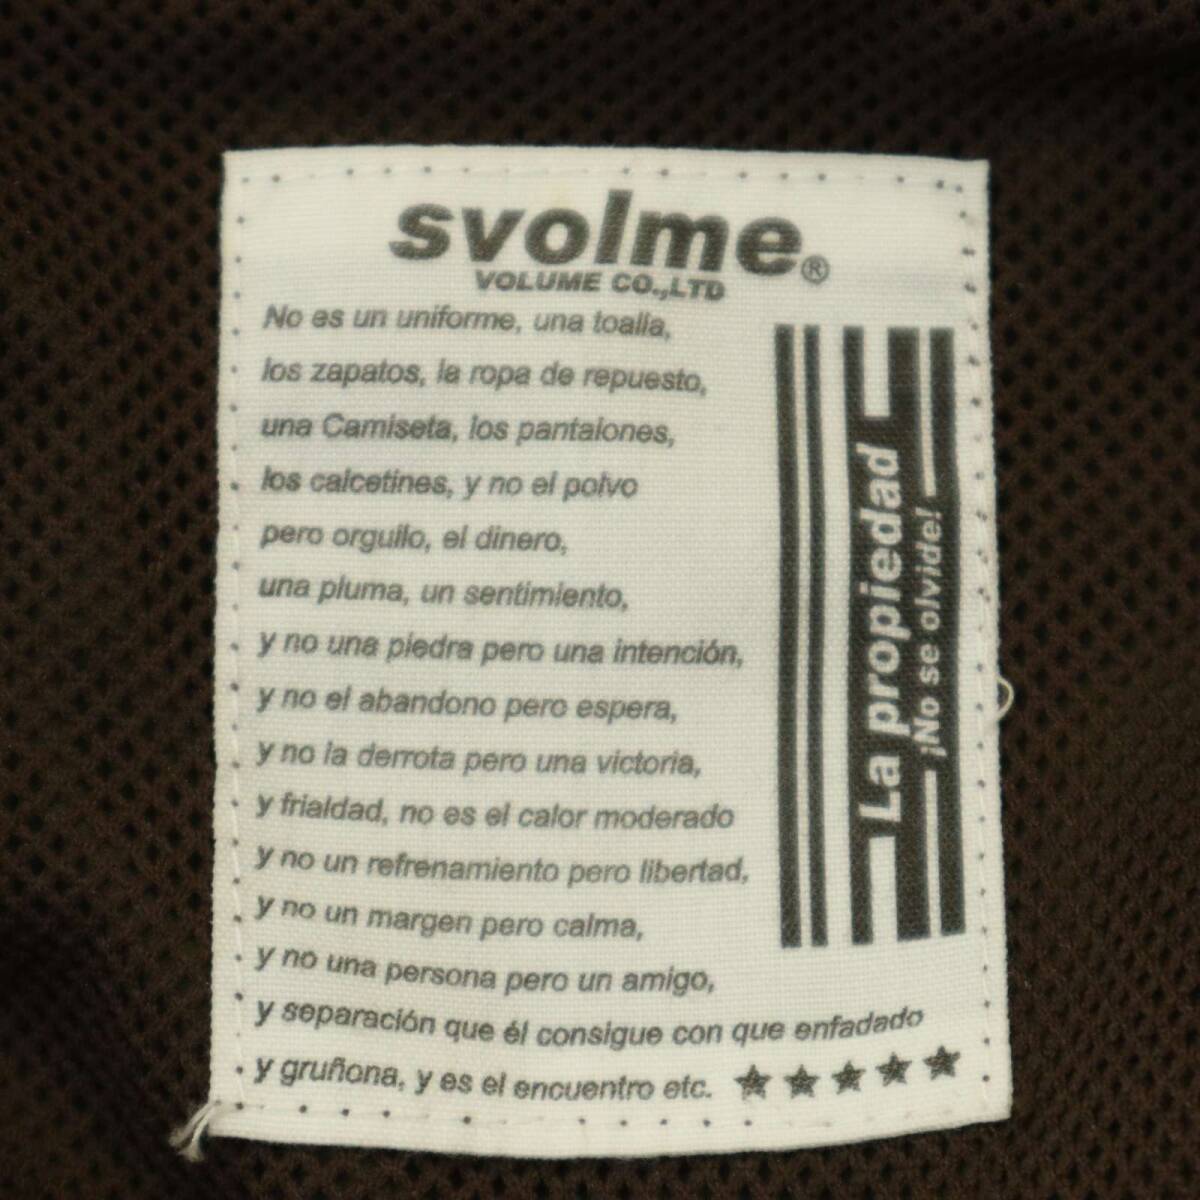 svolme®
VOLUME CO.,LTD
No es un uniforme, una toalla,
los zapatos, la ropa de repuesto,
una Camiseta, los pantalones,
los calcetines, y no el polvo
pero orgullo, el dinero,
una pluma, un sentimiento,
y no una piedra pero una intención,
y no el abandono pero espera,
y no la derrota pero una victoria,
y frialdad, no es el calor moderado
y no un refrenamiento pero libertad,
y no un margen pero calma,
y no una persona pero un amigo,
y separación que él consigue con que enfadado
y gruñona, y es el encuentro etc. ★★★★★
La propiedad
¡No se olvide!